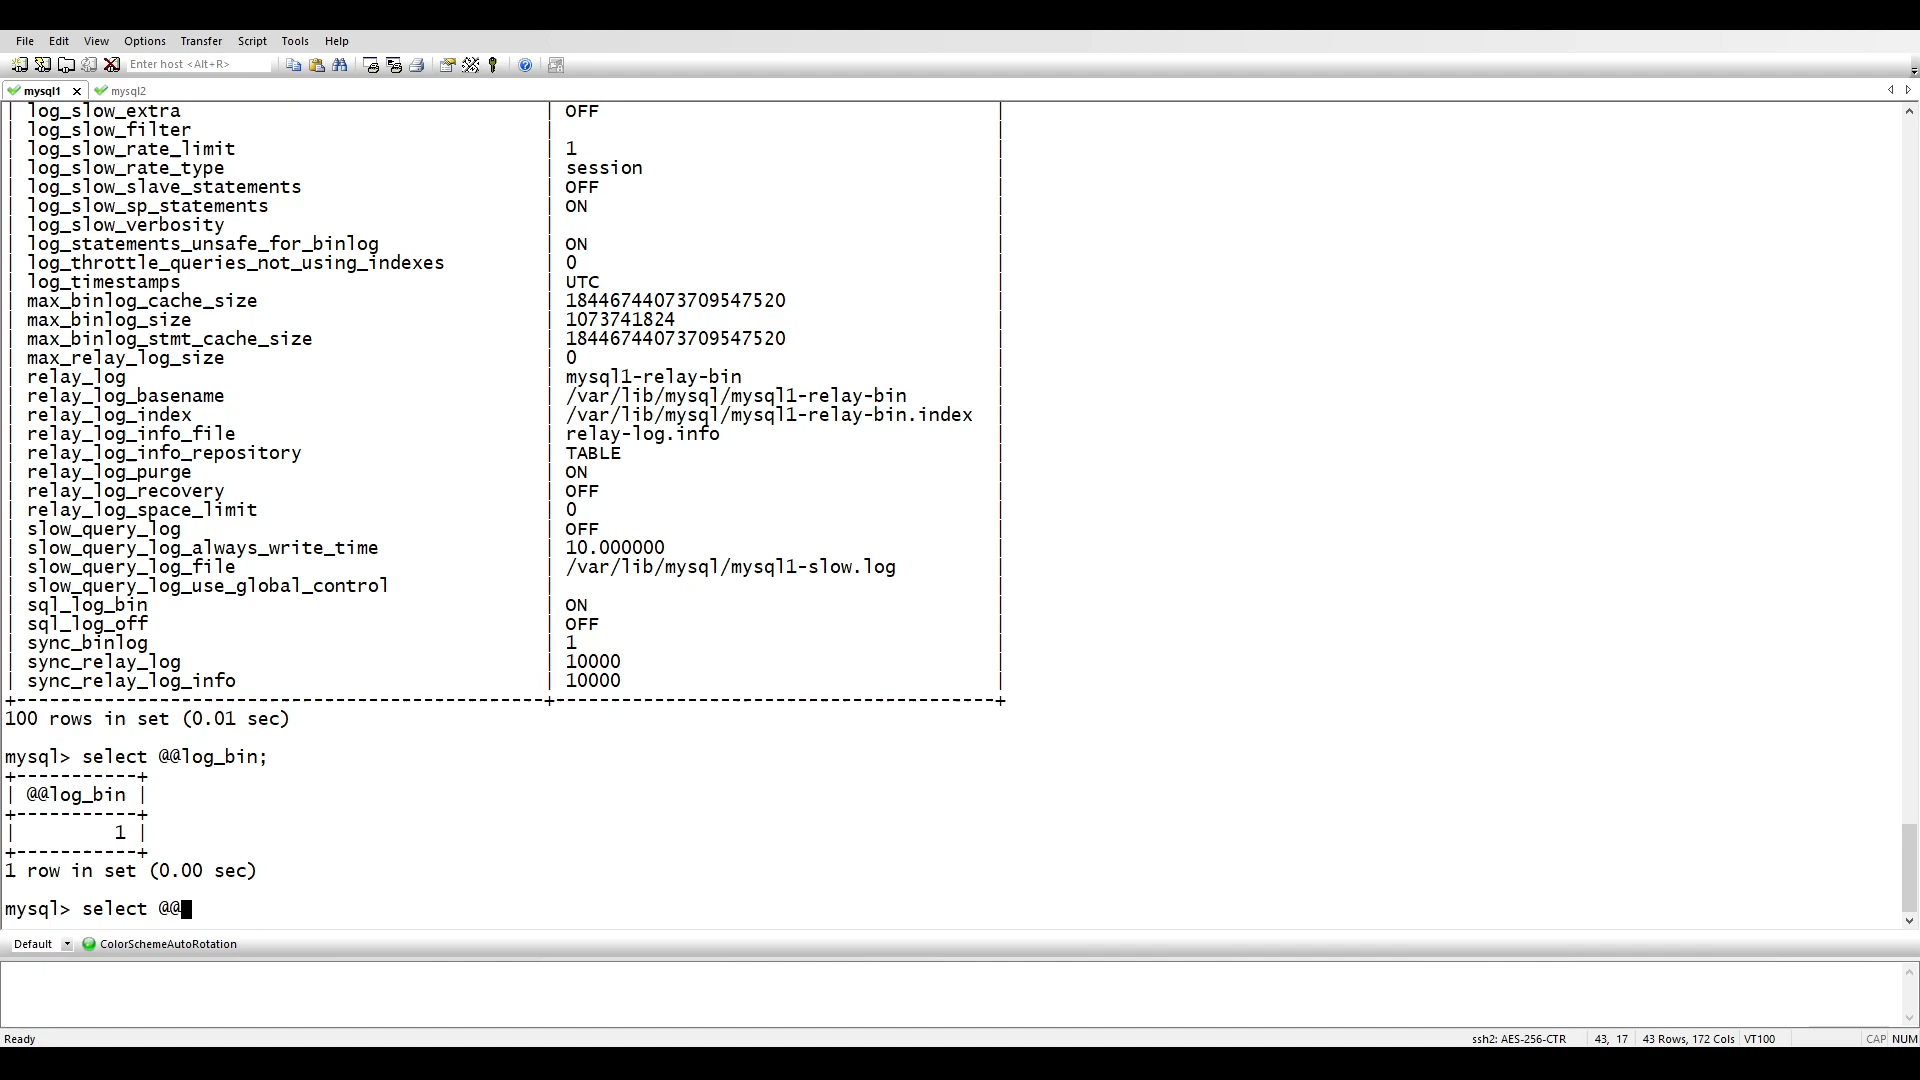 File Edit View Options Transfer Script Tools Help
Enter host <Alt+R>
mysql1 mysql2
| log_slow_extra | OFF |
| log_slow_filter | |
| log_slow_rate_limit | 1 |
| log_slow_rate_type | session |
| log_slow_slave_statements | OFF |
| log_slow_sp_statements | ON |
| log_slow_verbosity | |
| log_statements_unsafe_for_binlog | ON |
| log_throttle_queries_not_using_indexes | 0 |
| log_timestamps | UTC |
| max_binlog_cache_size | 18446744073709547520 |
| max_binlog_size | 1073741824 |
| max_binlog_stmt_cache_size | 18446744073709547520 |
| max_relay_log_size | 0 |
| relay_log | mysql1-relay-bin |
| relay_log_basename | /var/lib/mysql/mysql1-relay-bin |
| relay_log_index | /var/lib/mysql/mysql1-relay-bin.index |
| relay_log_info_file | relay-log.info |
| relay_log_info_repository | TABLE |
| relay_log_purge | ON |
| relay_log_recovery | OFF |
| relay_log_space_limit | 0 |
| slow_query_log | OFF |
| slow_query_log_always_write_time | 10.000000 |
| slow_query_log_file | /var/lib/mysql/mysql1-slow.log |
| slow_query_log_use_global_control | |
| sql_log_bin | ON |
| sql_log_off | OFF |
| sync_binlog | 1 |
| sync_relay_log | 10000 |
| sync_relay_log_info | 10000 |
+-------------------------------------------------+----------------------------------------+
100 rows in set (0.01 sec)
mysql> select @@log_bin;
+-----------+
| @@log_bin |
+-----------+
| 1 |
+-----------+
1 row in set (0.00 sec)
mysql> select @@
Default ColorSchemeAutoRotation
Ready ssh2: AES-256-CTR 43, 17 43 Rows, 172 Cols VT100 CAP NUM